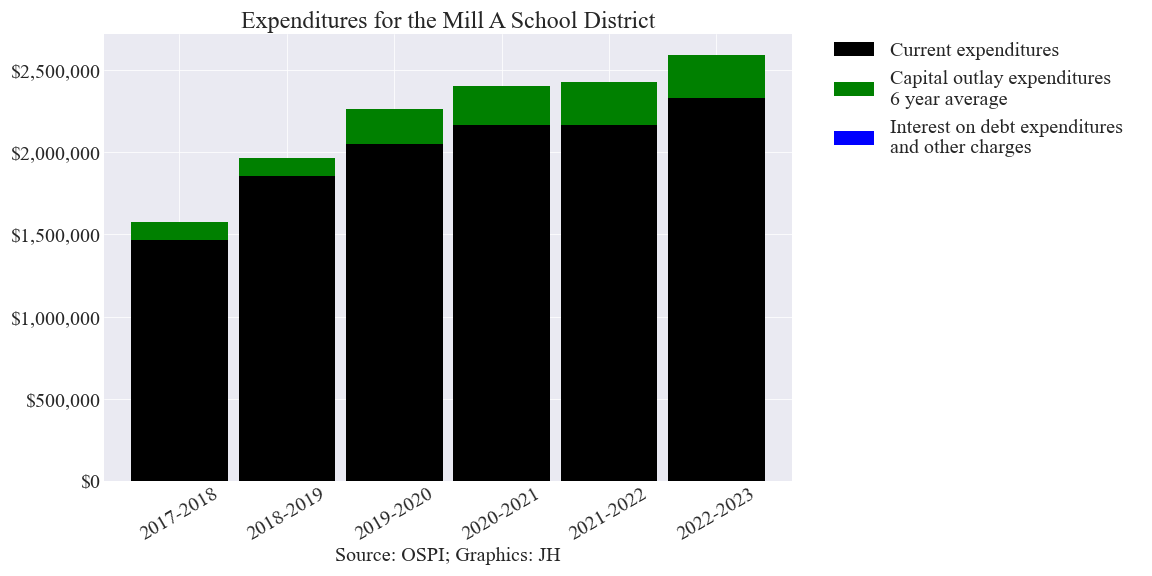 Expenditures for the Mill A School District
$2,500,000
$2,000,000
$1,500,000
$1,000,000
$500,000
$0
2017-2018
2018-2019
2019-2020
2020-2021
2021-2022
2022-2023
Source: OSPI; Graphics: JH
Current expenditures
Capital outlay expenditures
6 year average
Interest on debt expenditures
and other charges